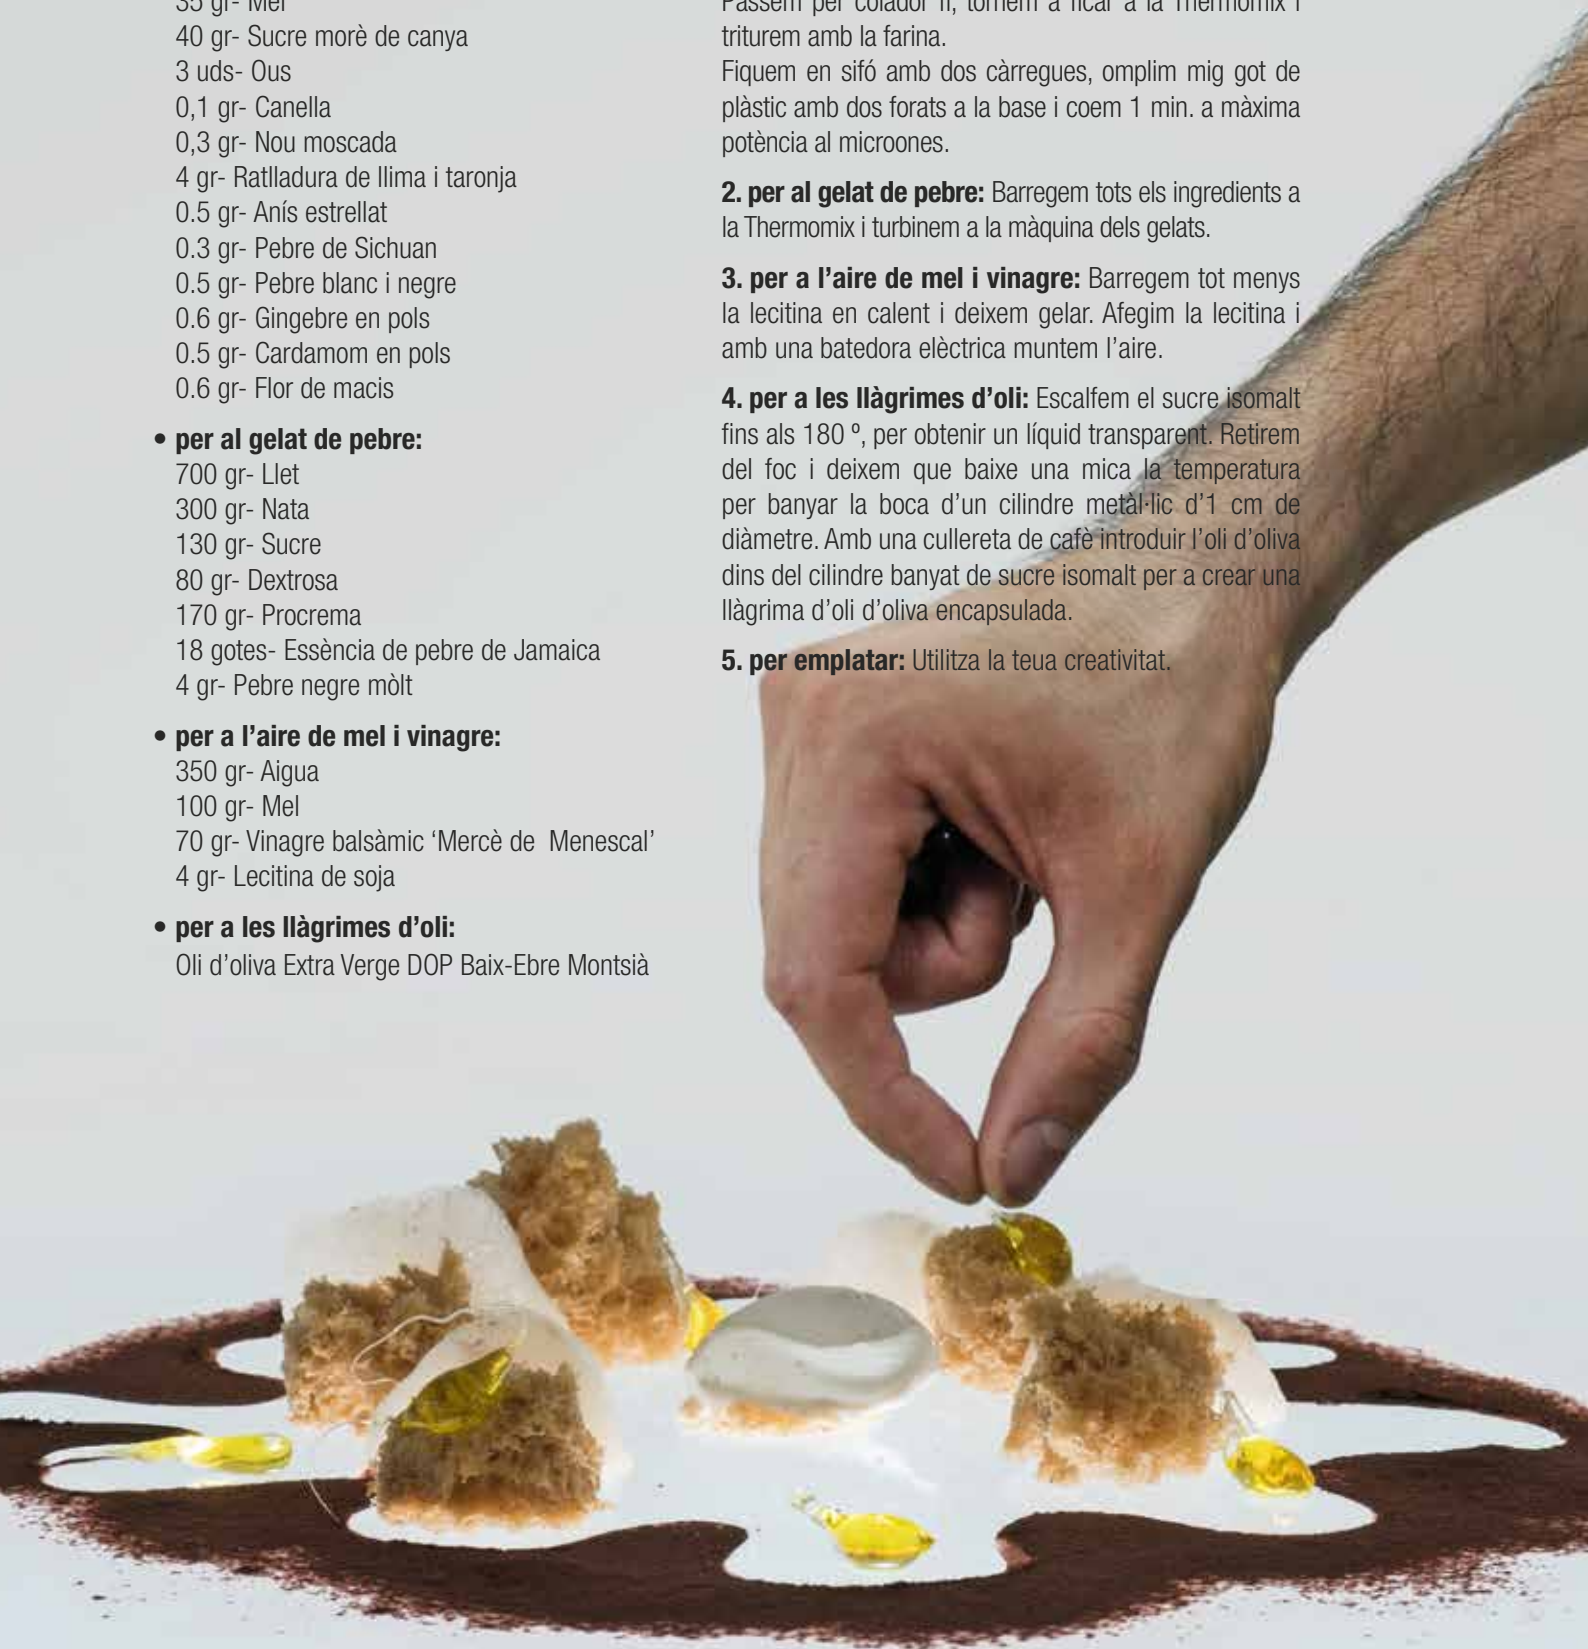 35 gr- Mel
40 gr- Sucre morè de canya
3 uds- Ous
0,1 gr- Canella
0,3 gr- Nou moscada
4 gr- Ratlladura de llima i taronja
0.5 gr- Anís estrellat
0.3 gr- Pebre de Sichuan
0.5 gr- Pebre blanc i negre
0.6 gr- Gingebre en pols
0.5 gr- Cardamom en pols
0.6 gr- Flor de macis
• per al gelat de pebre:
700 gr- Llet
300 gr- Nata
130 gr- Sucre
80 gr- Dextrosa
170 gr- Procrema
18 gotes- Essència de pebre de Jamaica
4 gr- Pebre negre mòlt
• per a l’aire de mel i vinagre:
350 gr- Aigua
100 gr- Mel
70 gr- Vinagre balsàmic ‘Mercè de Menescal’
4 gr- Lecitina de soja
• per a les llàgrimes d’oli:
Oli d’oliva Extra Verge DOP Baix-Ebre Montsià
Passem per colador fi, tornem a ficar a la Thermomix i
triturem amb la farina.
Fiquem en sifó amb dos càrregues, omplim mig got de
plàstic amb dos forats a la base i coem 1 min. a màxima
potència al microones.
2. per al gelat de pebre: Barregem tots els ingredients a
la Thermomix i turbinem a la màquina dels gelats.
3. per a l’aire de mel i vinagre: Barregem tot menys
la lecitina en calent i deixem gelar. Afegim la lecitina i
amb una batedora elèctrica muntem l’aire.
4. per a les llàgrimes d’oli: Escalfem el sucre isomalt
fins als 180 º, per obtenir un líquid transparent. Retirem
del foc i deixem que baixe una mica la temperatura
per banyar la boca d’un cilindre metàl·lic d’1 cm de
diàmetre. Amb una cullereta de cafè introduir l’oli d’oliva
dins del cilindre banyat de sucre isomalt per a crear una
llàgrima d’oli d’oliva encapsulada.
5. per emplatar: Utilitza la teua creativitat.